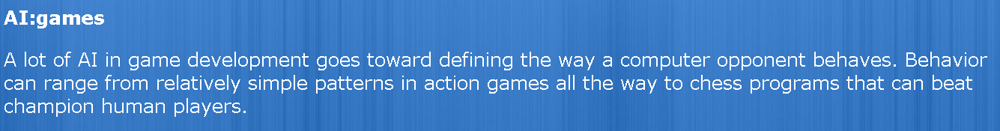 AI:games
A lot of AI in game development goes toward defining the way a computer opponent behaves. Behavior
can range from relatively simple patterns in action games all the way to chess programs that can beat
champion human players.